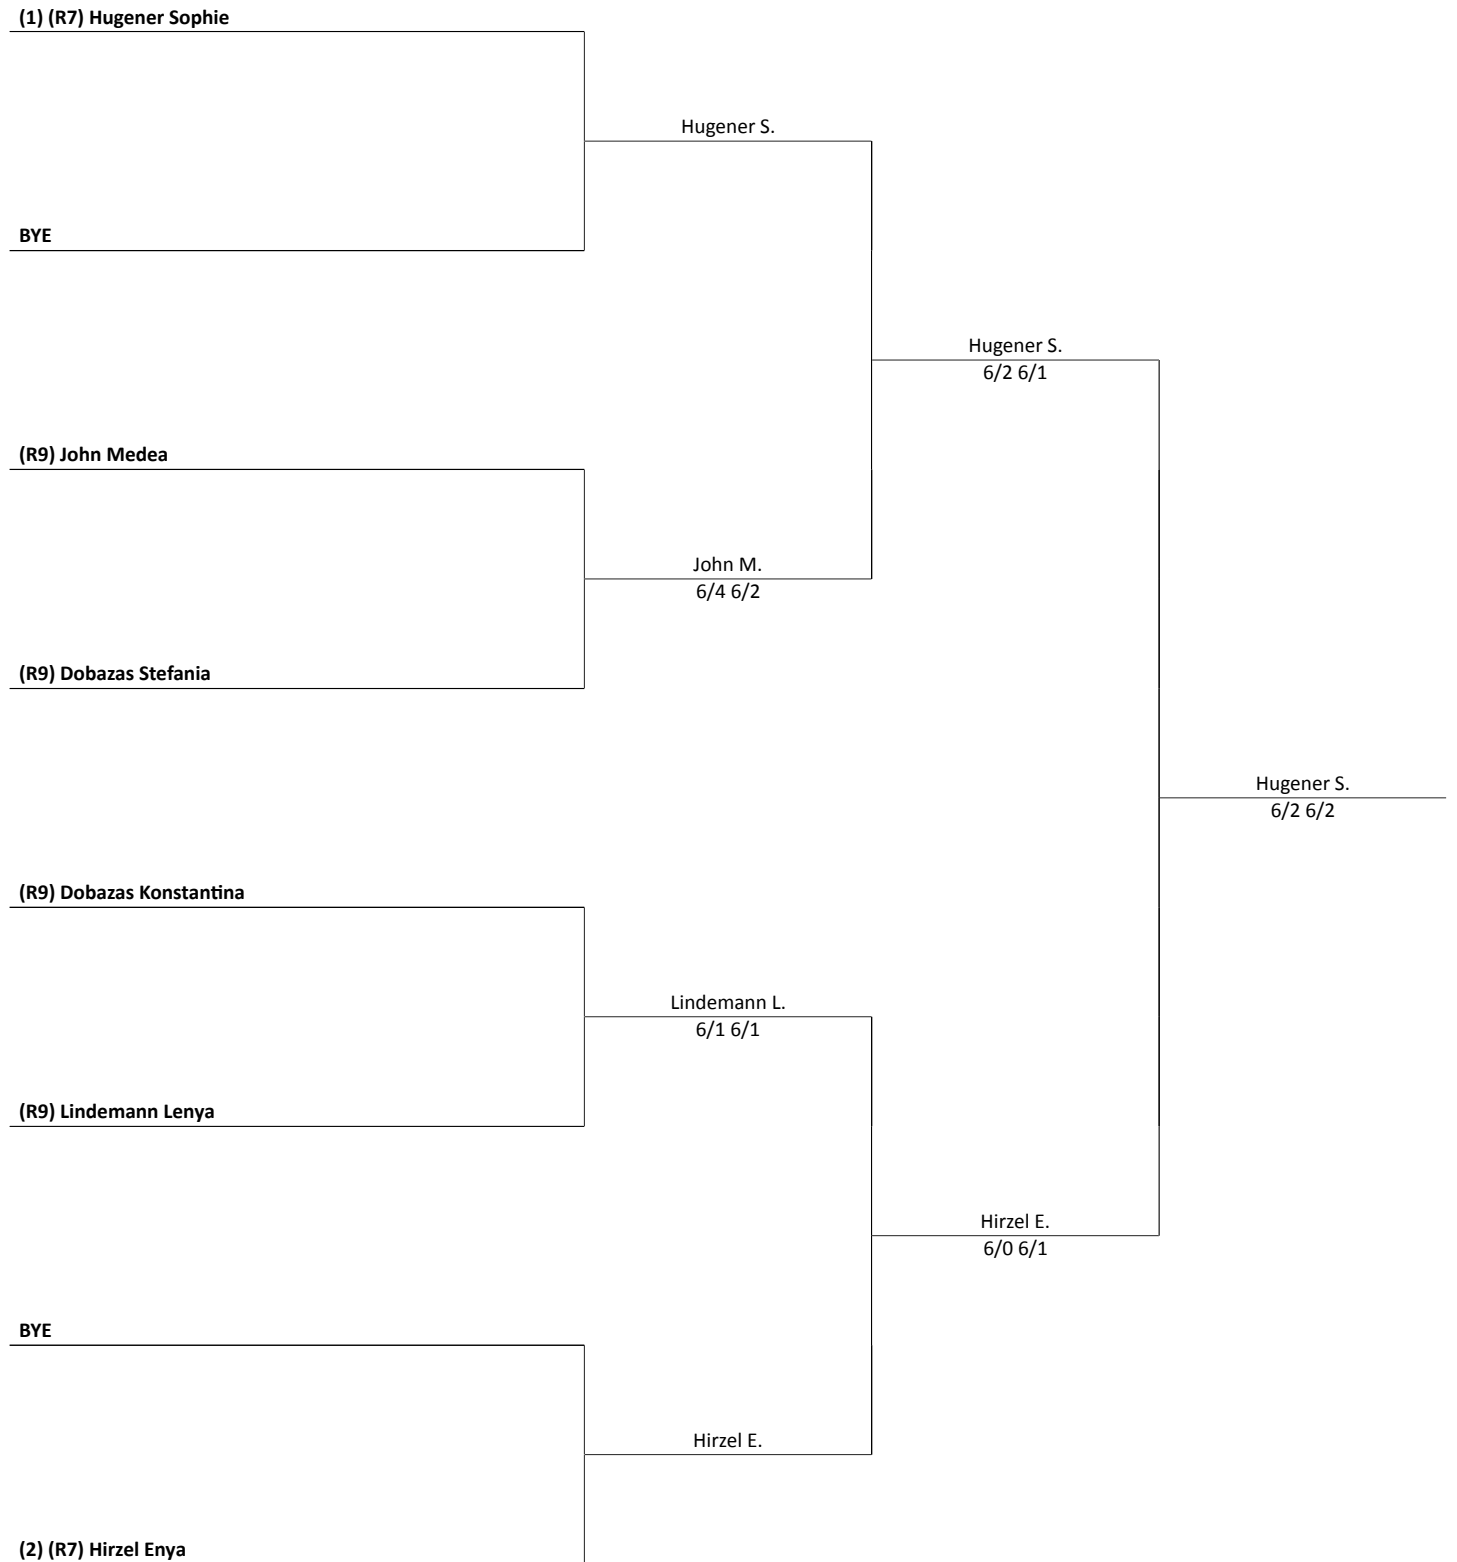 (1) (R7) Hugener Sophie
Hugener S.
BYE
Hugener S.
6/2 6/1
(R9) John Medea
John M.
6/4 6/2
(R9) Dobazas Stefania
Hugener S.
6/2 6/2
(R9) Dobazas Konstantina
Lindemann L.
6/1 6/1
(R9) Lindemann Lenya
Hirzel E.
6/0 6/1
BYE
Hirzel E.
(2) (R7) Hirzel Enya